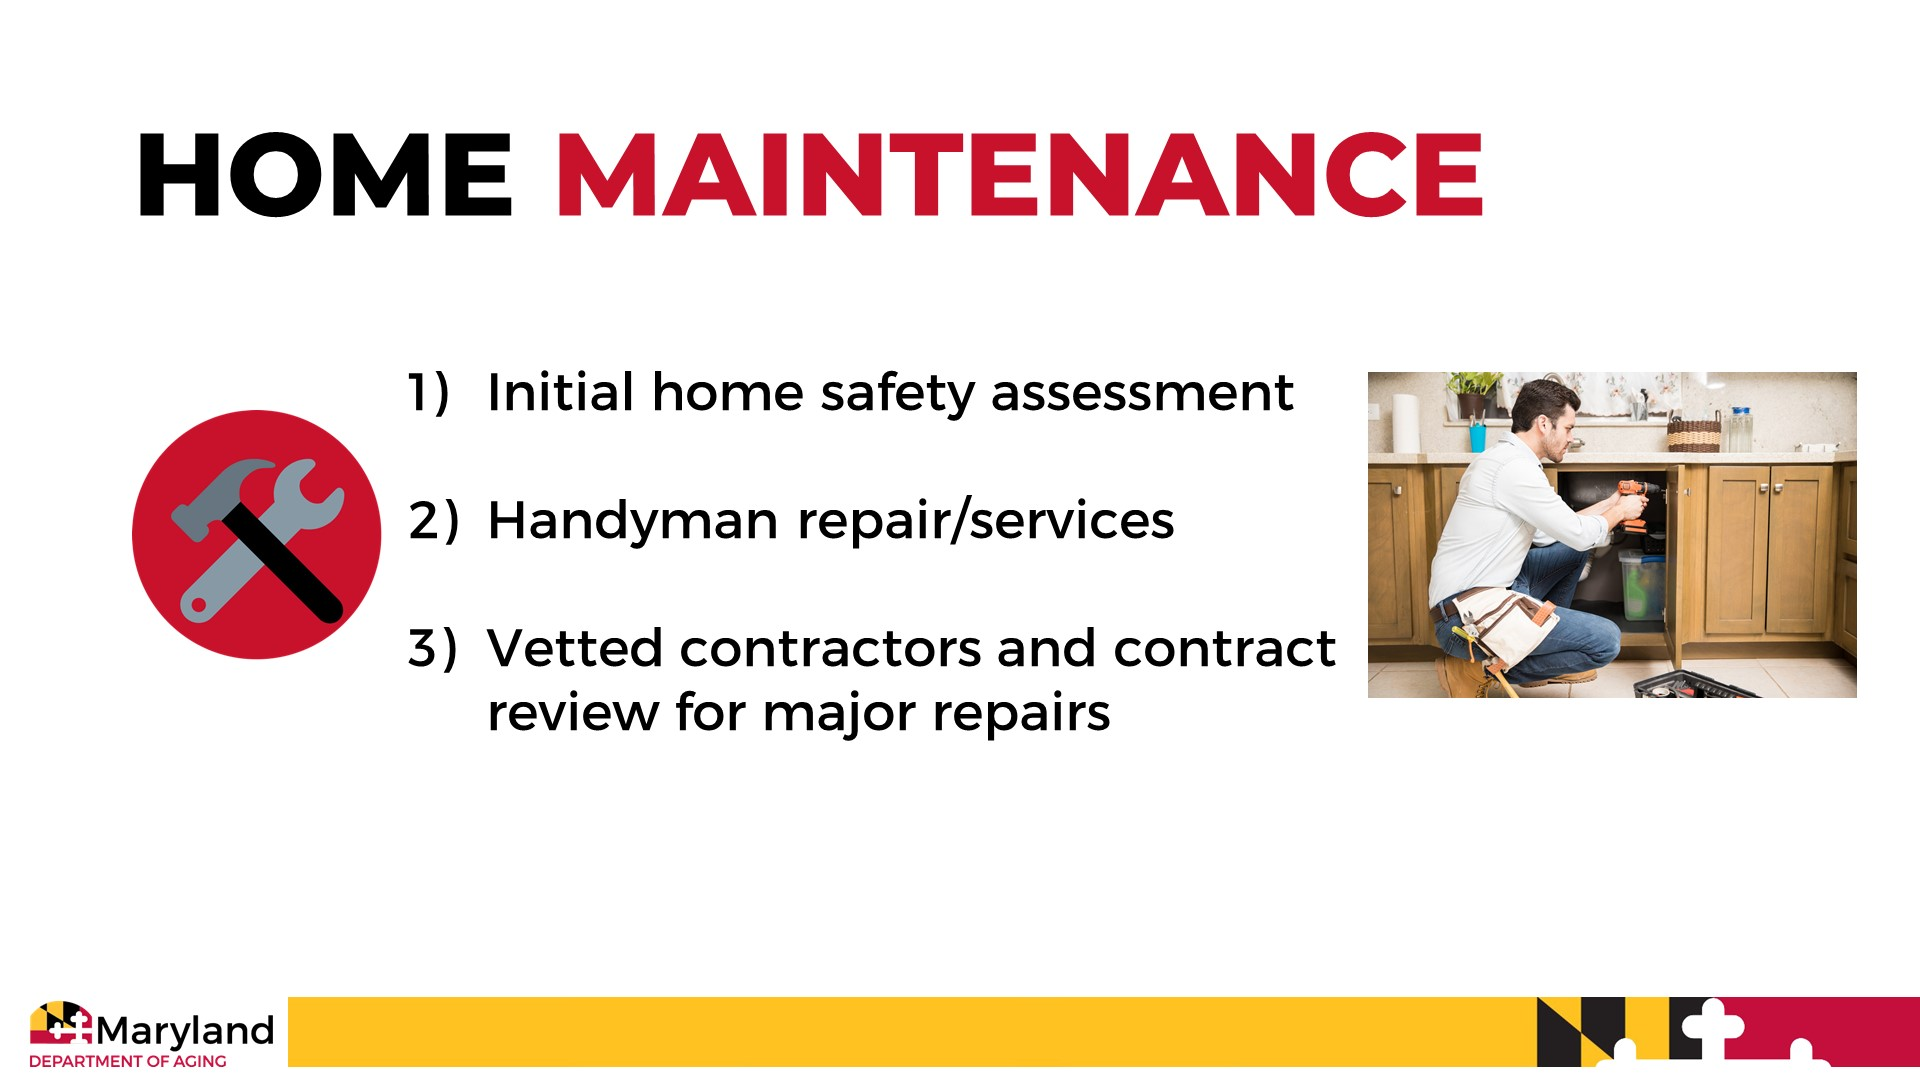 HOME MAINTENANCE
1) Initial home safety assessment
2) Handyman repair/services
3) Vetted contractors and contract
review for major repairs
Maryland
DEPARTMENT OF AGING